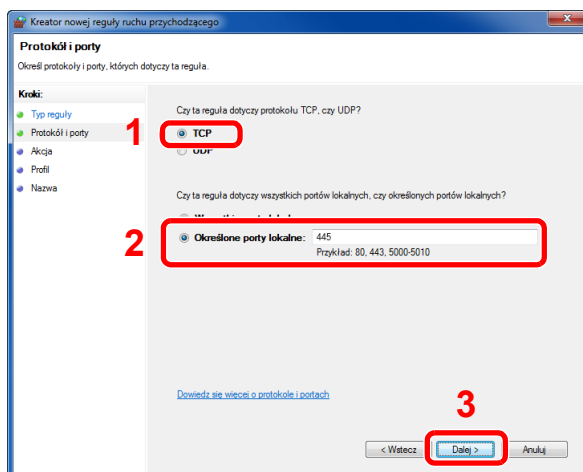 Kreator nowej reguły ruchu przychodzącego
Protokół i porty
Określ protokoły i porty, których dotyczy ta reguła.
Kroki:
Typ reguły
Protokół i porty
Akcja
Profil
Nazwa
Czy ta reguła dotyczy protokołu TCP, czy UDP?
1
TCP
UDP
Czy ta reguła dotyczy wszystkich portów lokalnych, czy określonych portów lokalnych?
2
Określone porty lokalne: 445
Przykład: 80, 443, 5000-5010
Dowiedz się więcej o protokole i portach
3
< Wstecz
Dalej >
Anuluj